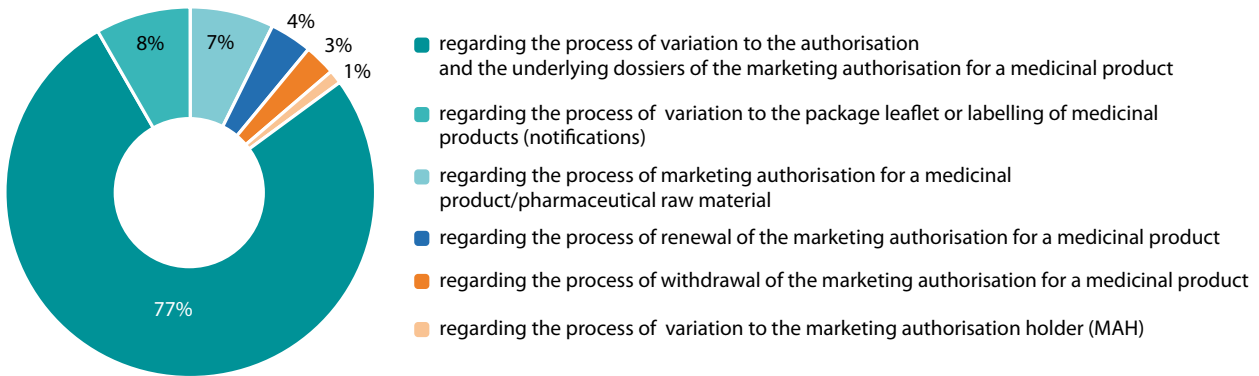 8%
7%
4%
3%
1%
77%
regarding the process of variation to the authorisation
and the underlying dossiers of the marketing authorisation for a medicinal product
regarding the process of variation to the package leaflet or labelling of medicinal
products (notifications)
regarding the process of marketing authorisation for a medicinal
product/pharmaceutical raw material
regarding the process of renewal of the marketing authorisation for a medicinal product
regarding the process of withdrawal of the marketing authorisation for a medicinal product
regarding the process of variation to the marketing authorisation holder (MAH)